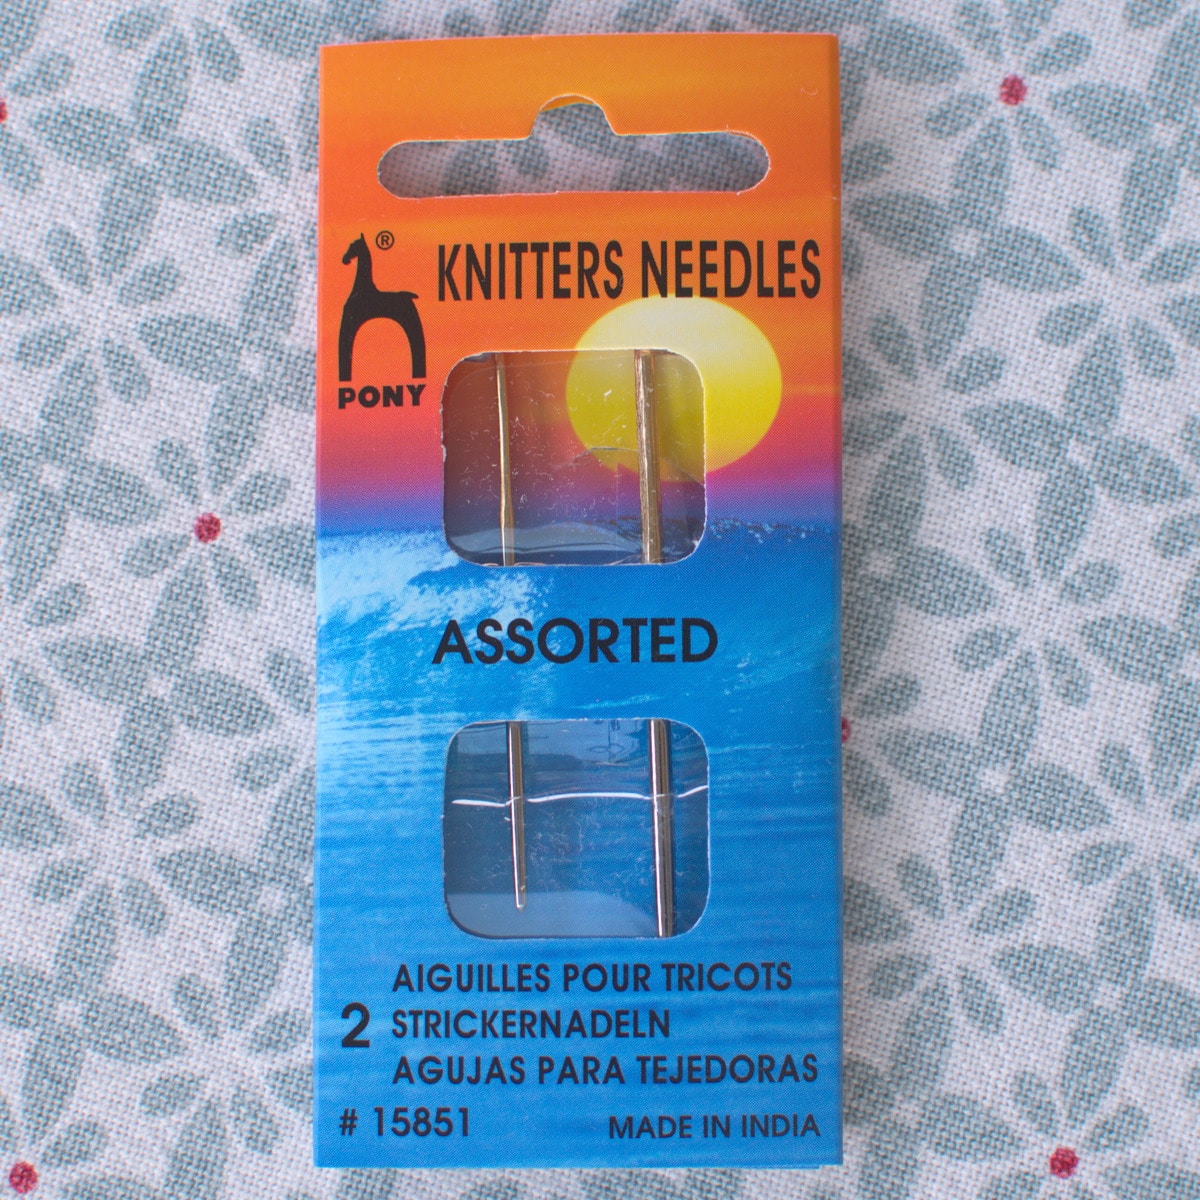 ®
KNITTERS NEEDLES
PONY
ASSORTED
AIGUILLES POUR TRICOTS
2 STRICKERNADELN
AGUJAS PARA TEJEDORAS
# 15851
MADE IN INDIA